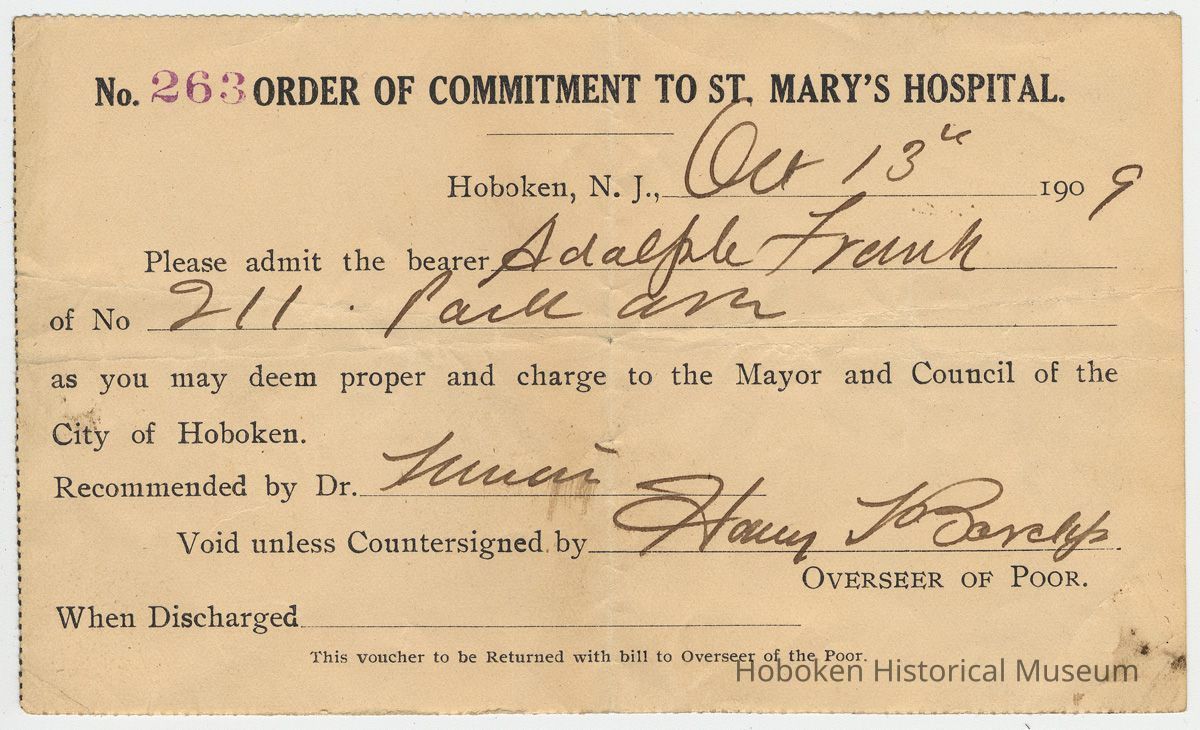 No. 263 ORDER OF COMMITMENT TO ST. MARY'S HOSPITAL.
Hoboken, N. J., Oct 13th 1909
Please admit the bearer Adolph Frank
of No 211 Park ave
as you may deem proper and charge to the Mayor and Council of the
City of Hoboken.
Recommended by Dr.
Void unless Countersigned by Harry
OVERSEER OF POOR.
When Discharged
This voucher to be Returned with bill to Overseer of the Poor.
Hoboken Historical Museum